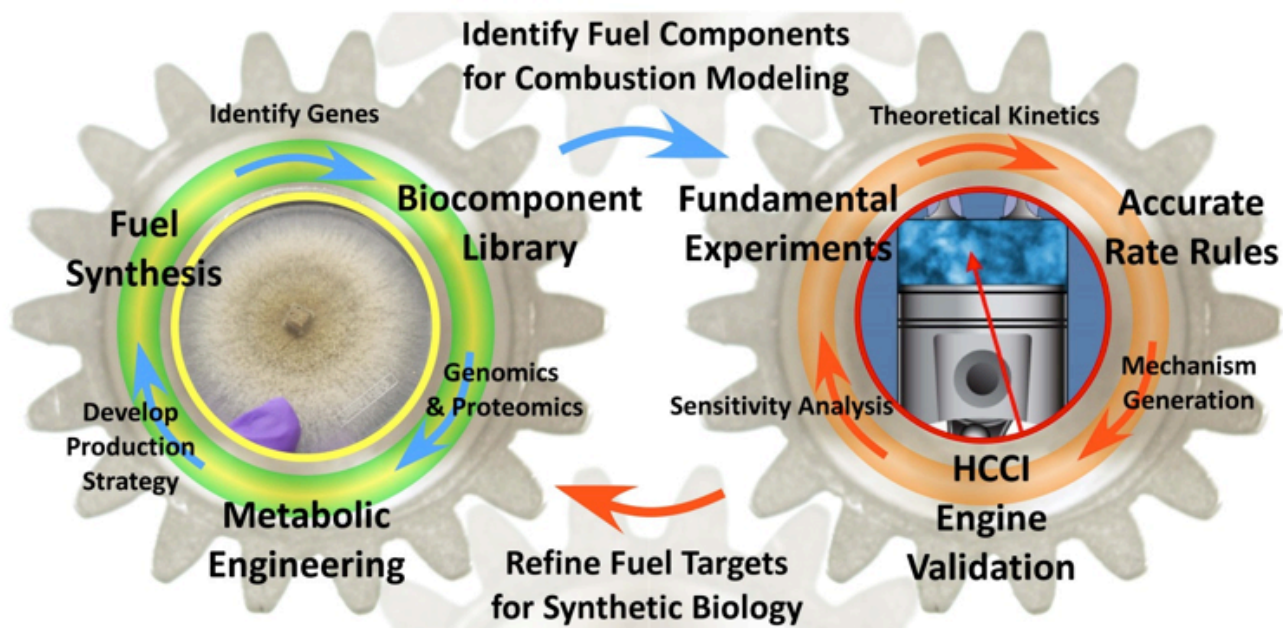 Identify Fuel Components
for Combustion Modeling
Identify Genes
Theoretical Kinetics
Biocomponent
Library
Fuel
Synthesis
Fundamental
Experiments
Accurate
Rate Rules
Genomics
& Proteomics
Develop
Production
Strategy
Sensitivity Analysis
Mechanism
Generation
Metabolic
Engineering
HCCI
Engine
Validation
Refine Fuel Targets
for Synthetic Biology